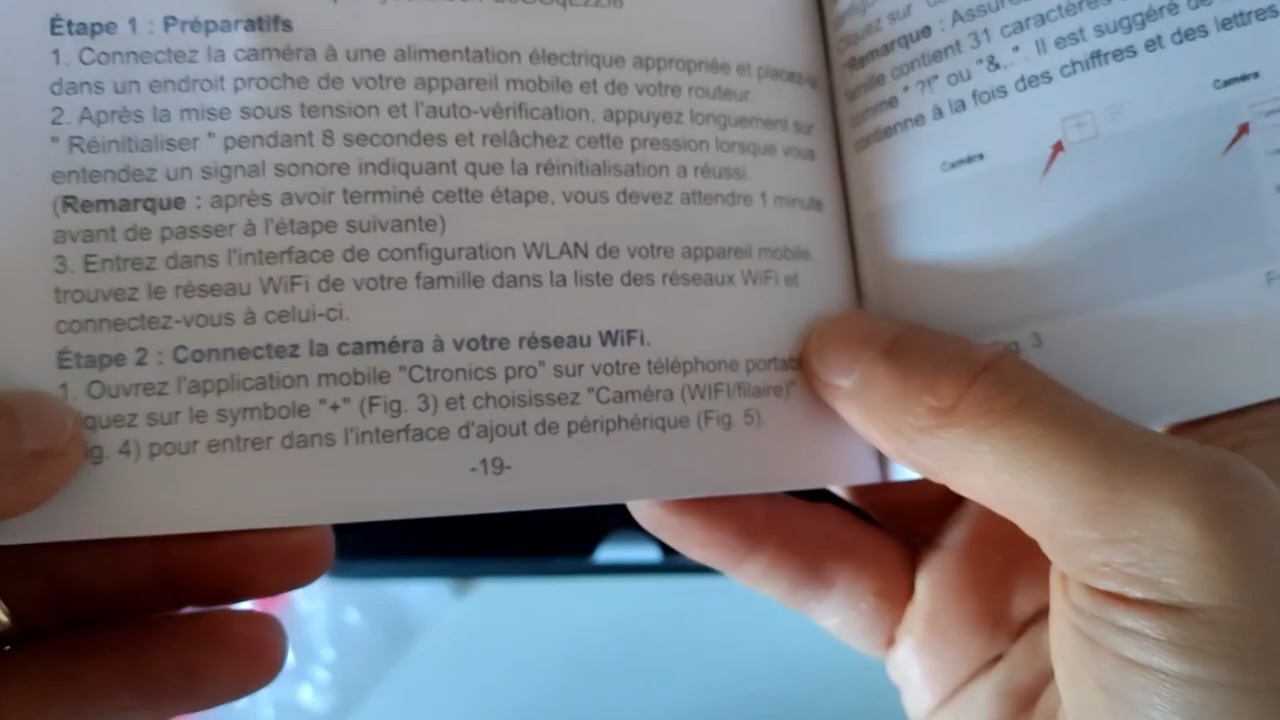 Étape 1 : Préparatifs
1. Connectez la caméra à une alimentation électrique appropriée et placez-la
dans un endroit proche de votre appareil mobile et de votre routeur.
2. Après la mise sous tension et l'auto-vérification, appuyez longuement sur
" Réinitialiser " pendant 8 secondes et relâchez cette pression lorsque vous
entendez un signal sonore indiquant que la réinitialisation a réussi.
(Remarque : après avoir terminé cette étape, vous devez attendre 1 minute
avant de passer à l'étape suivante)
3. Entrez dans l'interface de configuration WLAN de votre appareil mobile,
trouvez le réseau WiFi de votre famille dans la liste des réseaux WiFi et
connectez-vous à celui-ci.
Étape 2 : Connectez la caméra à votre réseau WiFi.
1. Ouvrez l'application mobile "Ctronics pro" sur votre téléphone portab
quez sur le symbole "+" (Fig. 3) et choisissez "Caméra (WIFI/filaire)"
ig. 4) pour entrer dans l'interface d'ajout de périphérique (Fig. 5).
-19-
sur
Remarque : Assure
contient 31 caractères
comme " ?!" ou "&...". Il est suggéré de
contienne à la fois des chiffres et des lettres
Caméra
Caméra
3